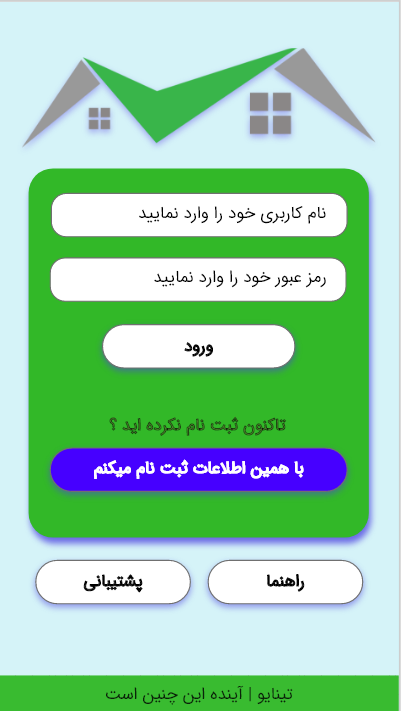 نام کاربری خود را وارد نمایید
رمز عبور خود را وارد نمایید
ورود
تاکنون ثبت نام نکرده اید ؟
با همین اطلاعات ثبت نام میکنم
راهنما
پشتیبانی
تینایو | آینده این چنین است